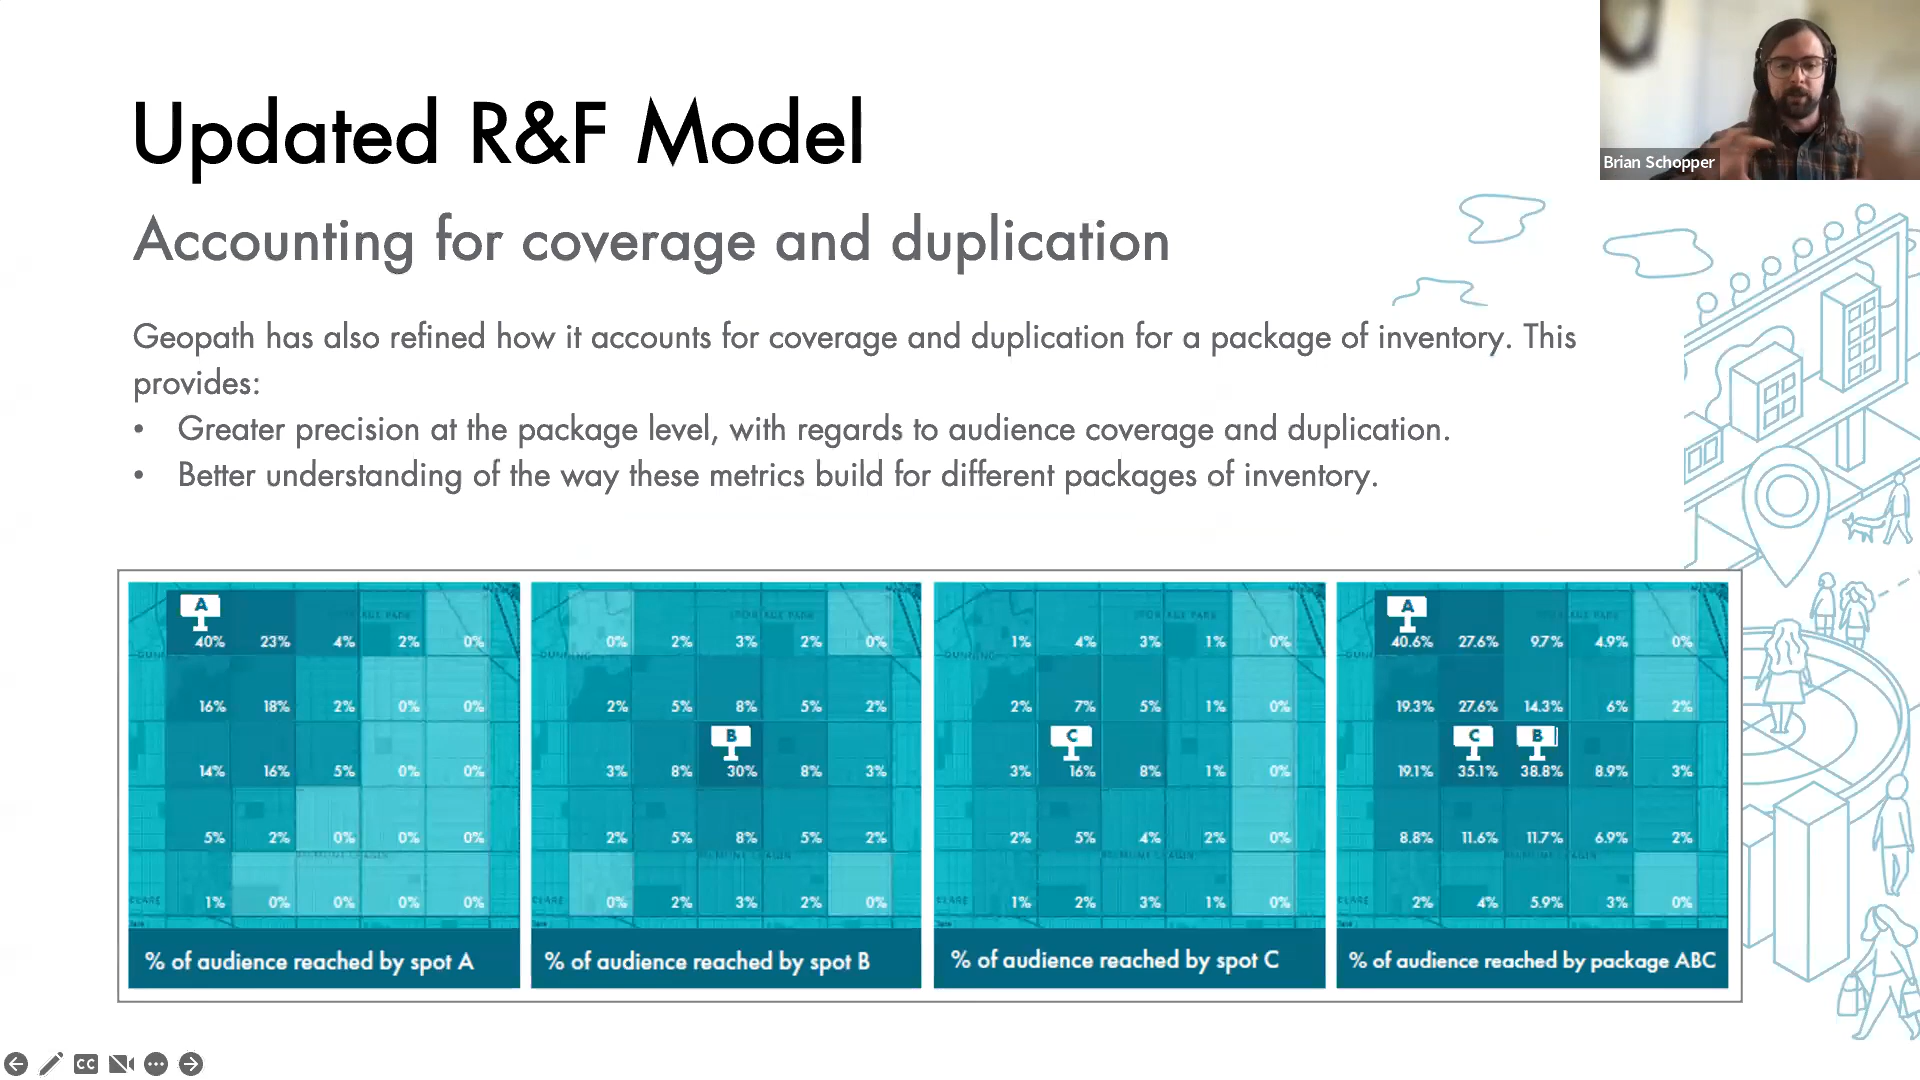 Updated R&F Model
Brian Schopper
Accounting for coverage and duplication
Geopath has also refined how it accounts for coverage and duplication for a package of inventory. This
provides:
• Greater precision at the package level, with regards to audience coverage and duplication.
• Better understanding of the way these metrics build for different packages of inventory.
A
40% 23% 4% 2% 0%
16% 18% 2% 0% 0%
14% 16% 5% 0% 0%
5% 2% 0% 0% 0%
1% 0% 0% 0% 0%
% of audience reached by spot A
0% 2% 3% 2% 0%
2% 5% 8% 5% 2%
B
3% 8% 30% 8% 3%
2% 5% 8% 5% 2%
0% 2% 3% 2% 0%
% of audience reached by spot B
1% 4% 3% 1% 0%
2% 7% 5% 1% 0%
C
3% 16% 8% 1% 0%
2% 5% 4% 2% 0%
1% 2% 3% 1% 0%
% of audience reached by spot C
A
40.6% 27.6% 9.7% 4.9% 0%
19.3% 27.6% 14.3% 6% 2%
C B
19.1% 35.1% 38.8% 8.9% 3%
8.8% 11.6% 11.7% 6.9% 2%
2% 4% 5.9% 3% 0%
% of audience reached by package ABC
CC